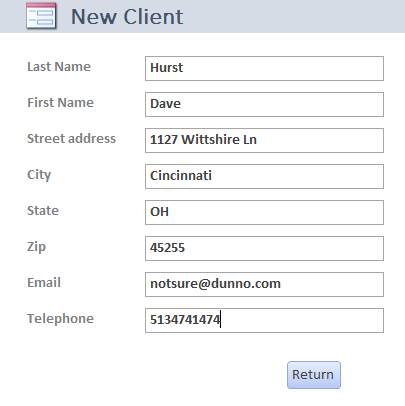 New Client
Last Name Hurst
First Name Dave
Street address 1127 Wittshire Ln
City Cincinnati
State OH
Zip 45255
Email notsure@dunno.com
Telephone 5134741474
Return